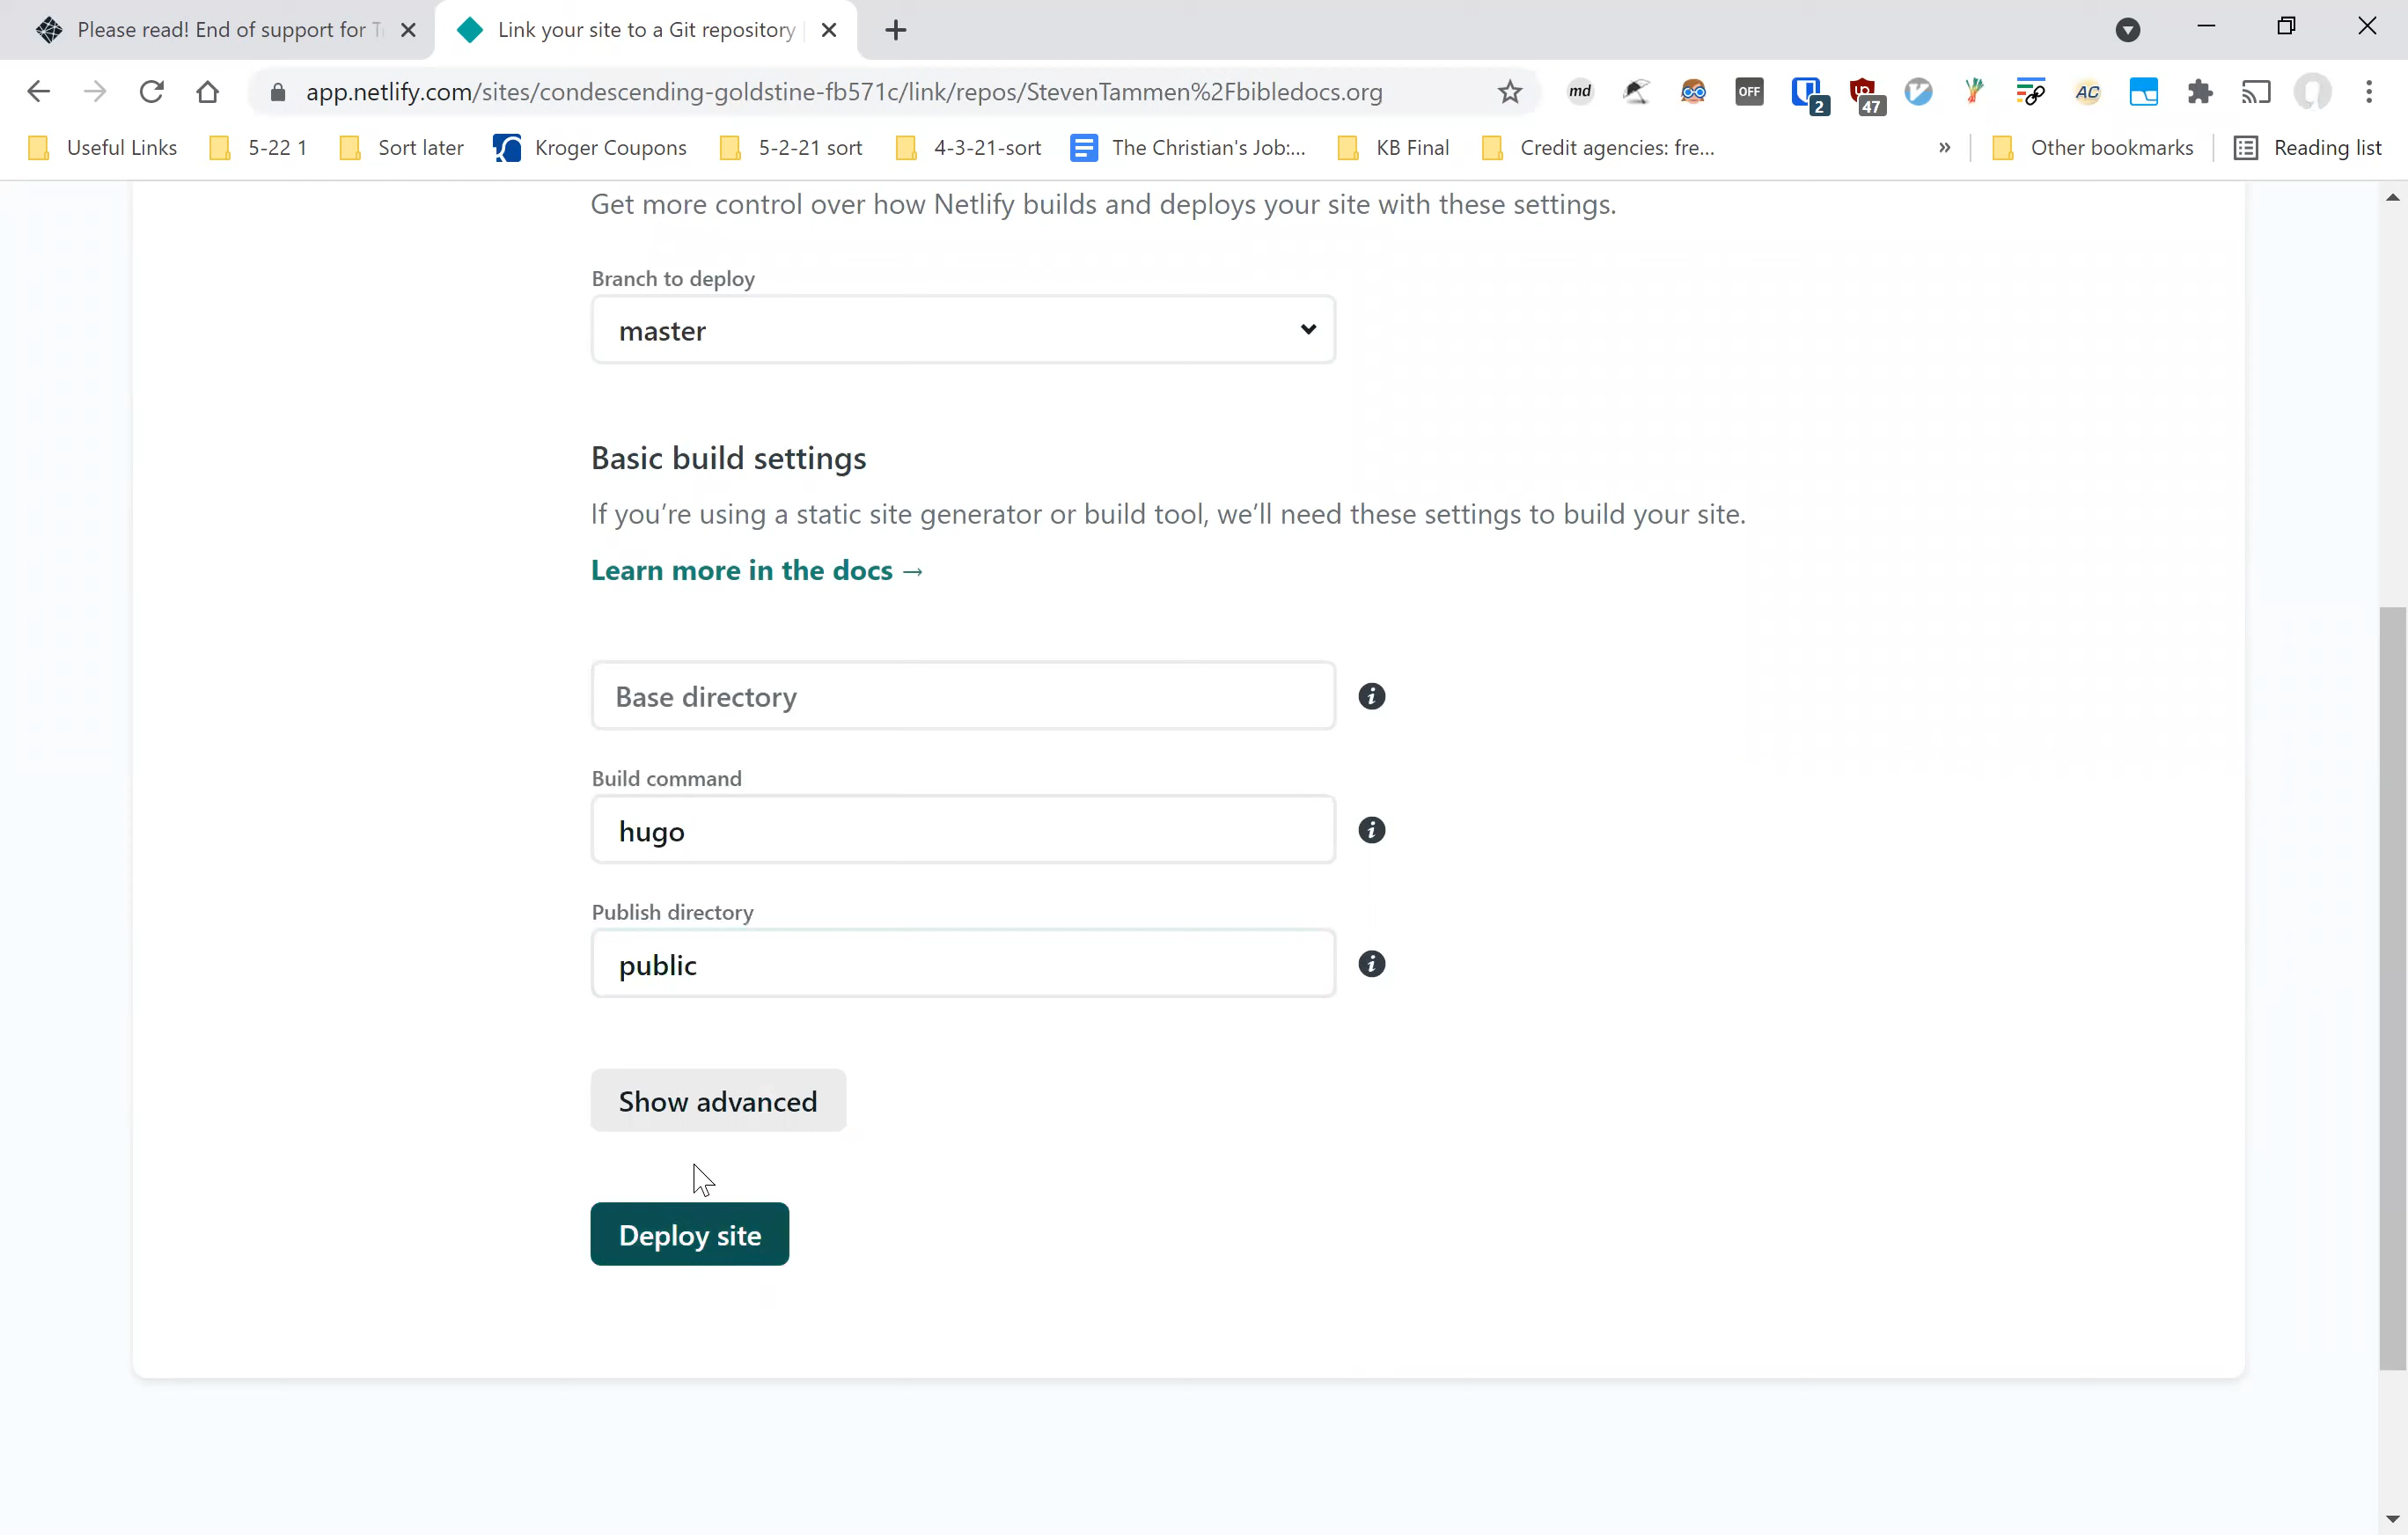 Please read! End of support for T
Link your site to a Git repository
app.netlify.com/sites/condescending-goldstine-fb571c/link/repos/StevenTammen%2Fbibledocs.org
md
OFF
2
47
AC
Useful Links
5-22 1
Sort later
Kroger Coupons
5-2-21 sort
4-3-21-sort
The Christian's Job:...
KB Final
Credit agencies: fre...
»
Other bookmarks
Reading list
Get more control over how Netlify builds and deploys your site with these settings.
Branch to deploy
master
Basic build settings
If you're using a static site generator or build tool, we'll need these settings to build your site.
Learn more in the docs →
Base directory
i
Build command
hugo
i
Publish directory
public
i
Show advanced
Deploy site